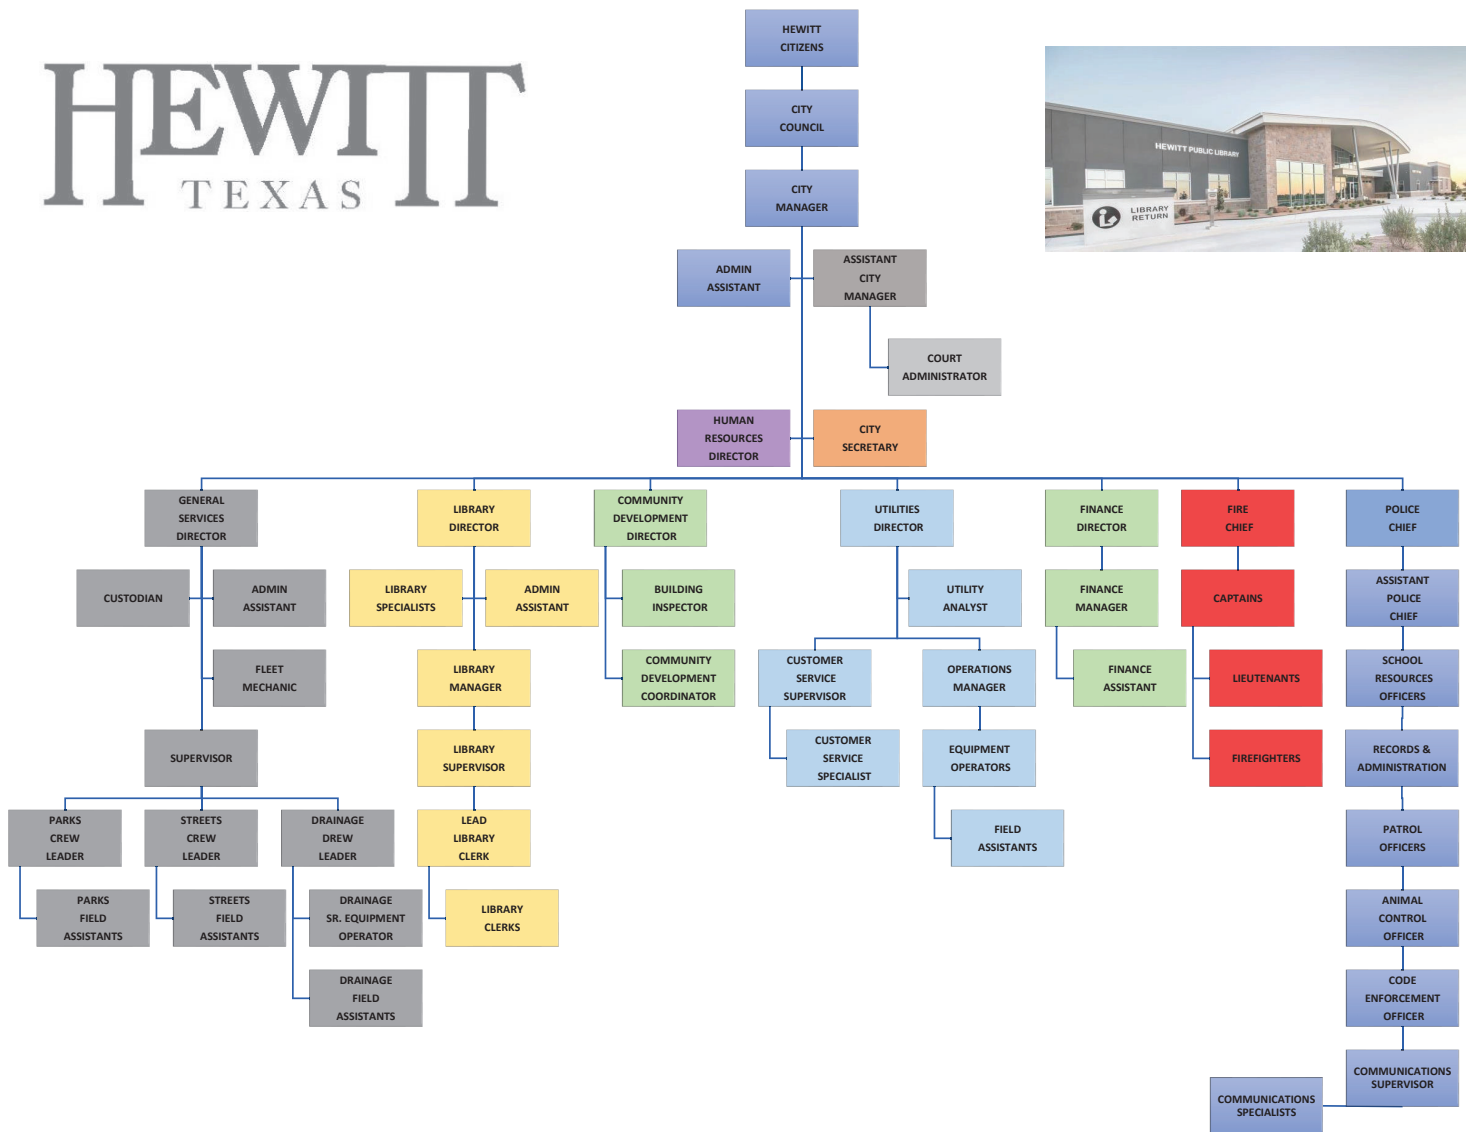 HEWITT
TEXAS
HEWITT
CITIZENS
CITY
COUNCIL
CITY
MANAGER
HEWITT PUBLIC LIBRARY
LIBRARY
RETURN
ADMIN
ASSISTANT
ASSISTANT
CITY
MANAGER
COURT
ADMINISTRATOR
HUMAN
RESOURCES
DIRECTOR
CITY
SECRETARY
GENERAL
SERVICES
DIRECTOR
LIBRARY
DIRECTOR
COMMUNITY
DEVELOPMENT
DIRECTOR
UTILITIES
DIRECTOR
FINANCE
DIRECTOR
FIRE
CHIEF
POLICE
CHIEF
CUSTODIAN
ADMIN
ASSISTANT
LIBRARY
SPECIALISTS
ADMIN
ASSISTANT
BUILDING
INSPECTOR
UTILITY
ANALYST
FINANCE
MANAGER
CAPTAINS
ASSISTANT
POLICE
CHIEF
FLEET
MECHANIC
LIBRARY
MANAGER
COMMUNITY
DEVELOPMENT
COORDINATOR
CUSTOMER
SERVICE
SUPERVISOR
OPERATIONS
MANAGER
FINANCE
ASSISTANT
LIEUTENANTS
SCHOOL
RESOURCES
OFFICERS
SUPERVISOR
LIBRARY
SUPERVISOR
CUSTOMER
SERVICE
SPECIALIST
EQUIPMENT
OPERATORS
FIREFIGHTERS
RECORDS &
ADMINISTRATION
PARKS
CREW
LEADER
STREETS
CREW
LEADER
DRAINAGE
DREW
LEADER
LEAD
LIBRARY
CLERK
FIELD
ASSISTANTS
PATROL
OFFICERS
PARKS
FIELD
ASSISTANTS
STREETS
FIELD
ASSISTANTS
DRAINAGE
SR. EQUIPMENT
OPERATOR
LIBRARY
CLERKS
ANIMAL
CONTROL
OFFICER
DRAINAGE
FIELD
ASSISTANTS
CODE
ENFORCEMENT
OFFICER
COMMUNICATIONS
SUPERVISOR
COMMUNICATIONS
SPECIALISTS